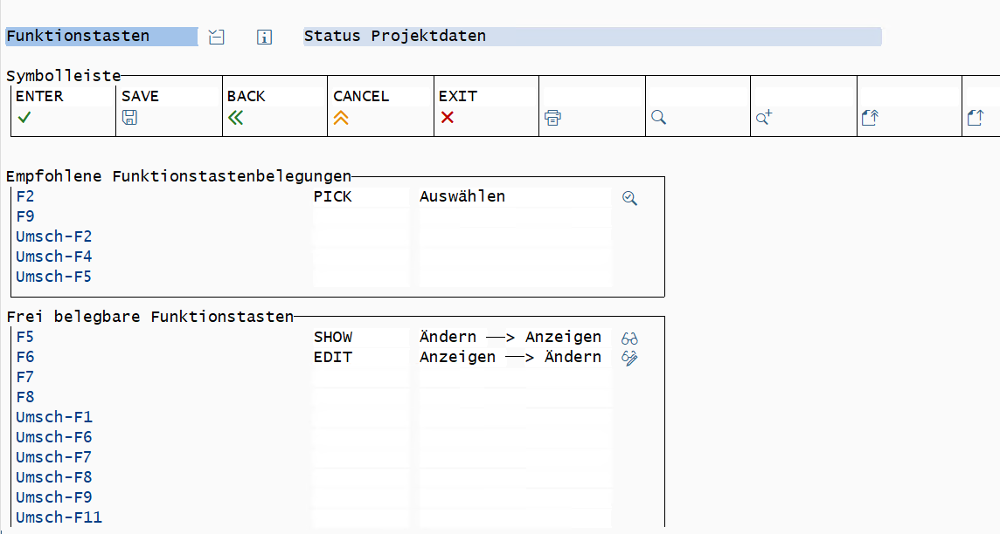 Funktionstasten Status Projektdaten
Symbolleiste
ENTER SAVE BACK CANCEL EXIT
Empfohlene Funktionstastenbelegungen
F2 PICK Auswählen
F9
Umsch-F2
Umsch-F4
Umsch-F5
Frei belegbare Funktionstasten
F5 SHOW Ändern ──> Anzeigen
F6 EDIT Anzeigen ──> Ändern
F7
F8
Umsch-F1
Umsch-F6
Umsch-F7
Umsch-F8
Umsch-F9
Umsch-F11